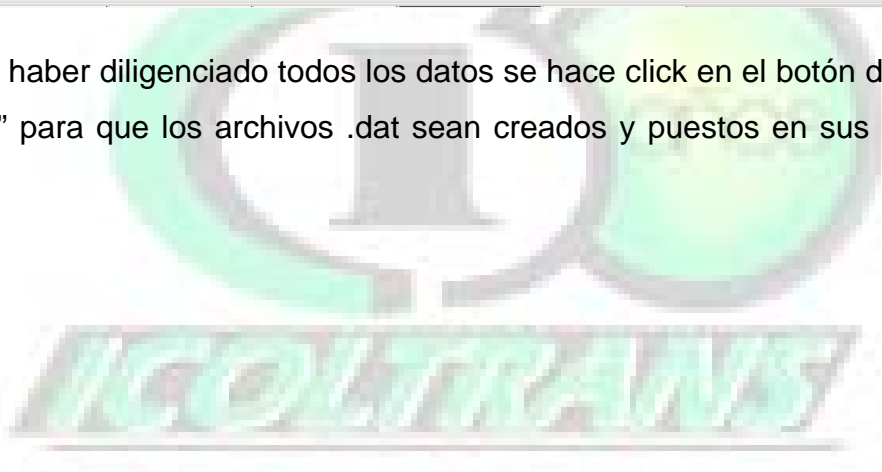 haber diligenciado todos los datos se hace click en el botón d
” para que los archivos .dat sean creados y puestos en sus
ICOLTRANS